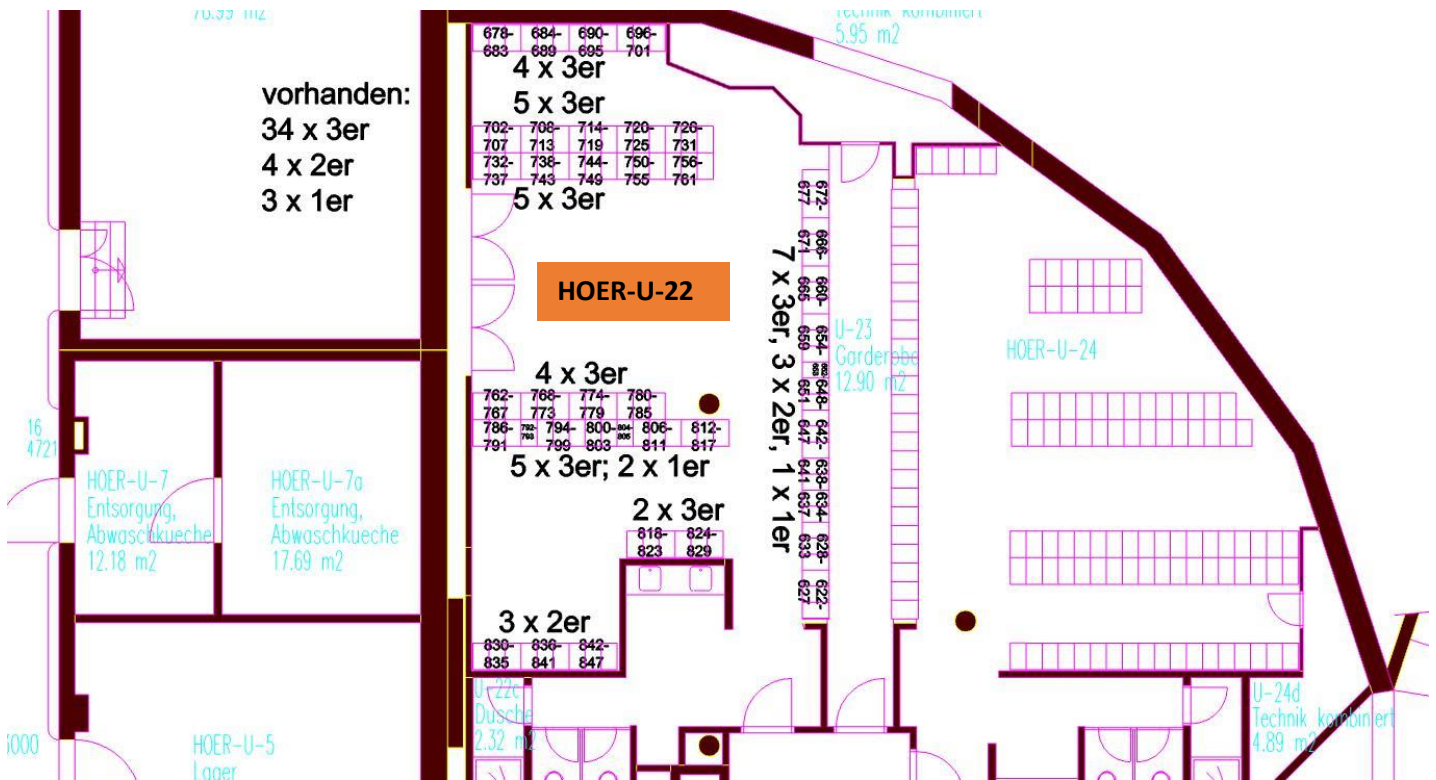 76.99 m2
Technik kombiniert
5.95 m2
678- 684- 690- 696-
683 689 695 701
4 x 3er
vorhanden:
34 x 3er
4 x 2er
3 x 1er
5 x 3er
702- 708- 714- 720- 726-
707 713 719 725 731
732- 738- 744- 750- 756-
737 743 749 755 761
5 x 3er
HOER-U-22
672-
677
666-
671
660-
665
654-
659
648-
651
642-
647
638-
641
634-
637
628-
633
622-
627
7 x 3er, 3 x 2er, 1 x 1er
U-23
Garderobe
12.90 m2
HOER-U-24
4 x 3er
762- 768- 774- 780-
767 773 779 785
786- 792- 794- 800- 804- 806- 812-
791 793 799 803 805 811 817
5 x 3er; 2 x 1er
2 x 3er
818- 824-
823 829
3 x 2er
830- 836- 842-
835 841 847
16
4721
HOER-U-7
Entsorgung,
Abwaschkueche
12.18 m2
HOER-U-7a
Entsorgung,
Abwaschkueche
17.69 m2
U-22c
Dusche
2.32 m2
U-24d
Technik kombiniert
4.89 m2
HOER-U-5
Lager